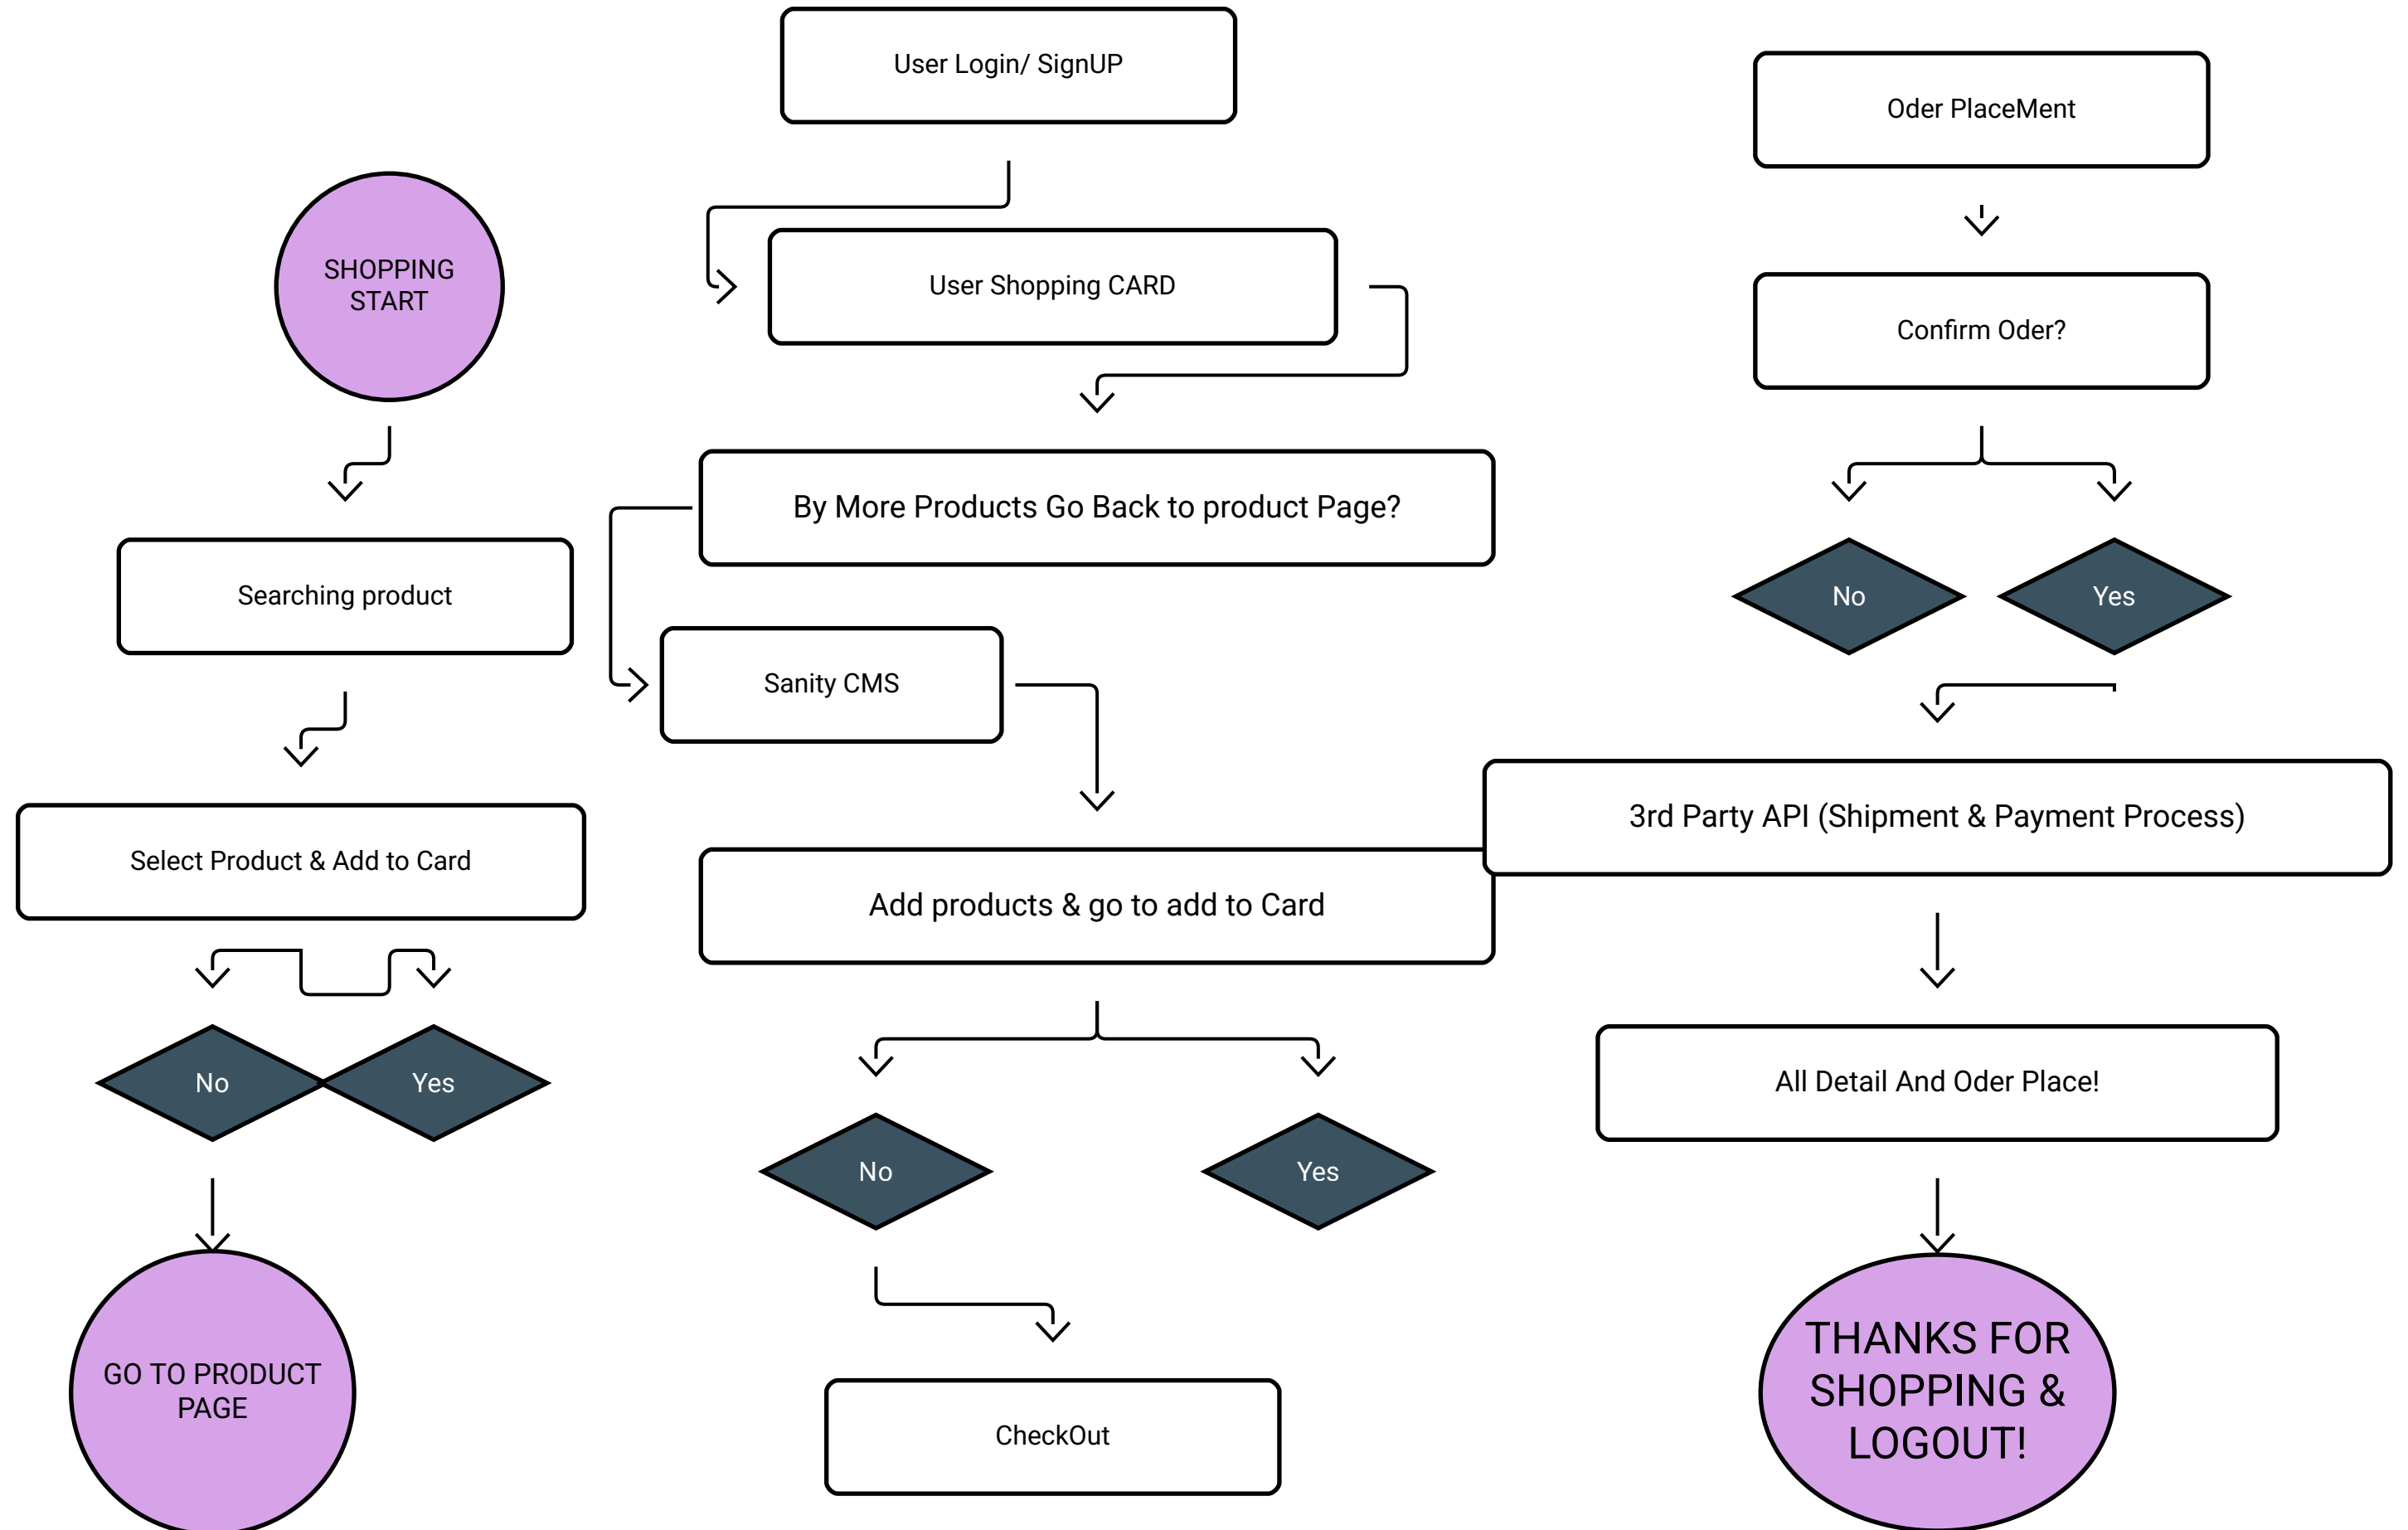 SHOPPING
START
Searching product
Select Product & Add to Card
No
Yes
GO TO PRODUCT
PAGE
User Login/ SignUP
User Shopping CARD
By More Products Go Back to product Page?
Sanity CMS
Add products & go to add to Card
No
Yes
CheckOut
Oder PlaceMent
Confirm Oder?
No
Yes
3rd Party API (Shipment & Payment Process)
All Detail And Oder Place!
THANKS FOR
SHOPPING &
LOGOUT!